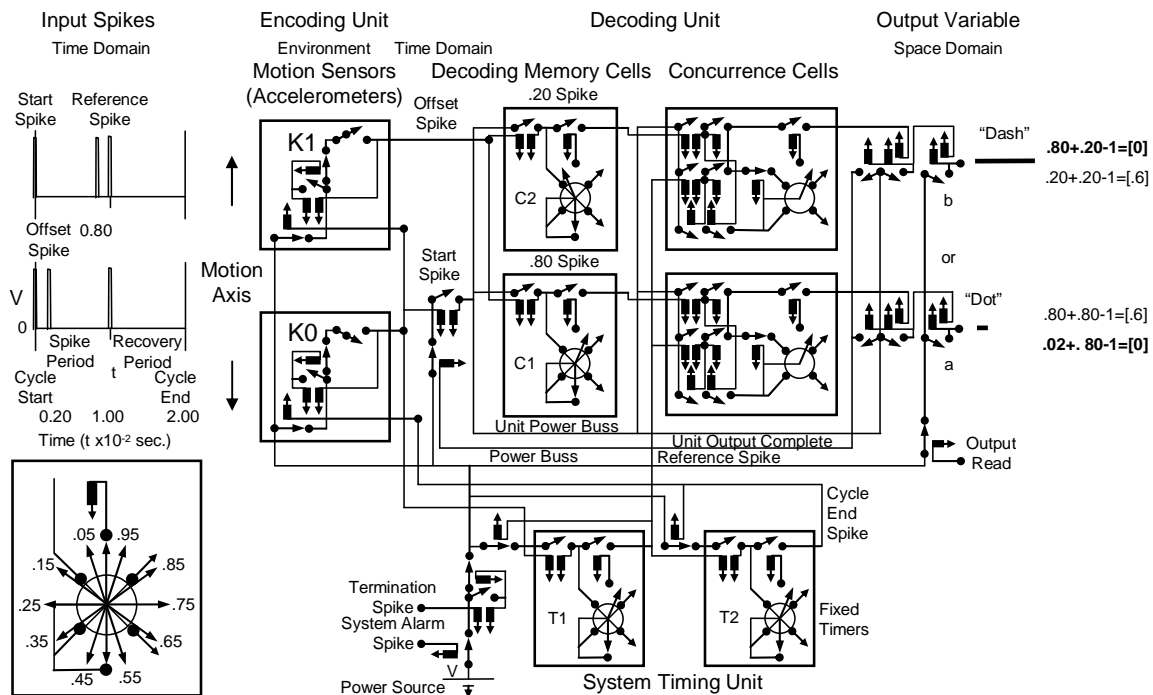 Input Spikes
Time Domain
Encoding Unit
Environment
Motion Sensors
(Accelerometers)
Decoding Unit
Time Domain
Decoding Memory Cells
Concurrence Cells
Output Variable
Space Domain
Start
Spike
Reference
Spike
Offset
Spike
0.80
V
0
Spike
Period
Recovery
Period
t
Cycle
Start
Cycle
End
0.20
1.00
2.00
Time (t x10-2 sec.)
Motion
Axis
K1
K0
Offset
Spike
Start
Spike
.20 Spike
C2
.80 Spike
C1
"Dash"
.80+.20-1=[0]
.20+.20-1=[.6]
b
or
"Dot"
.80+.80-1=[.6]
.02+. 80-1=[0]
a
Unit Power Buss
Unit Output Complete
Power Buss
Reference Spike
Output
Read
Cycle
End
Spike
.05
.95
.15
.85
.25
.75
.35
.65
.45
.55
Termination
Spike
System Alarm
Spike
V
Power Source
T1
T2
Fixed
Timers
System Timing Unit